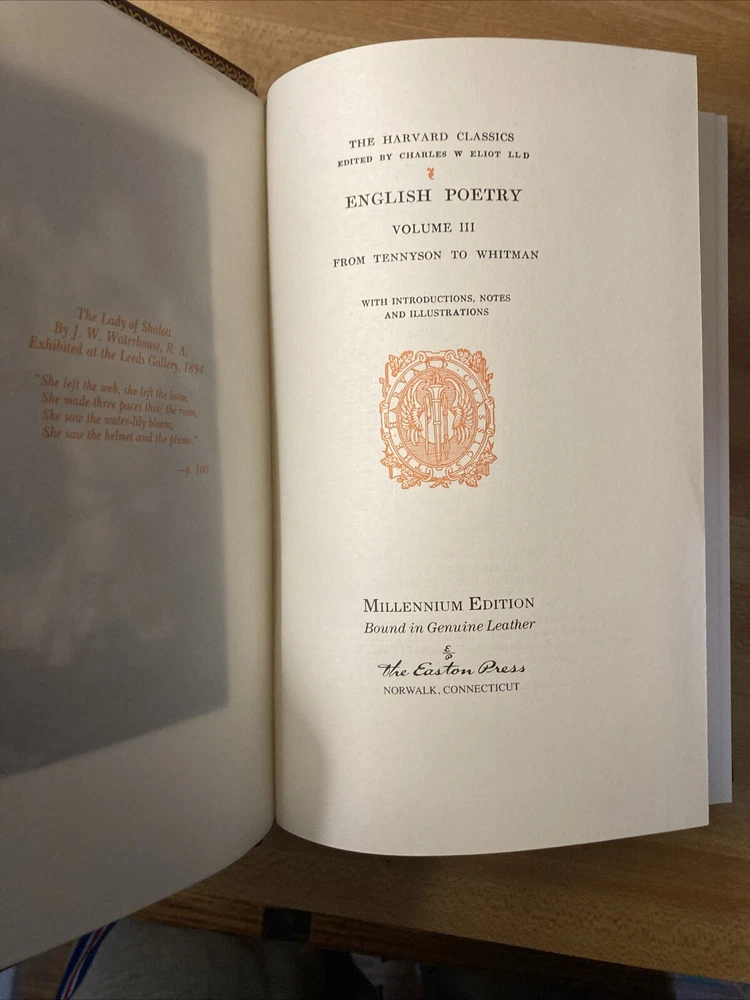 The Lady of Shalott
By J. W. Waterhouse, R. A.
Exhibited at the Leeds Gallery, 1894
"She left the web, she left the loom,
She made three paces thro' the room,
She saw the water-lily bloom,
She saw the helmet and the plume."
—p. 100
THE HARVARD CLASSICS
EDITED BY CHARLES W ELIOT LLD
ENGLISH POETRY
VOLUME III
FROM TENNYSON TO WHITMAN
WITH INTRODUCTIONS, NOTES
AND ILLUSTRATIONS
MILLENNIUM EDITION
Bound in Genuine Leather
The Easton Press
NORWALK, CONNECTICUT